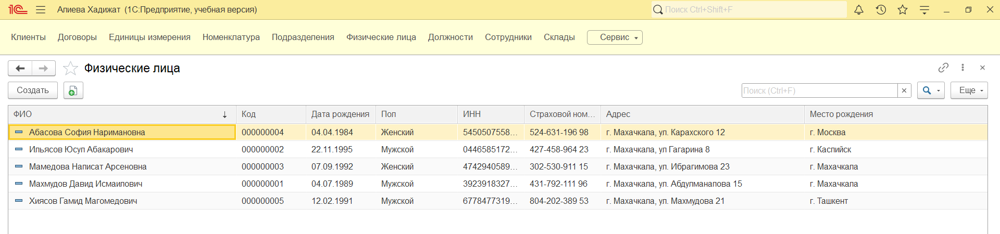 1С Алиева Хадижат (1С:Предприятие, учебная версия) Поиск Ctrl+Shift+F
Клиенты Договоры Единицы измерения Номенклатура Подразделения Физические лица Должности Сотрудники Склады Сервис
Физические лица
Создать Поиск (Ctrl+F) × Еще
ФИО Код Дата рождения Пол ИНН Страховой ном... Адрес Место рождения
Абасова София Наримановна 000000004 04.04.1984 Женский 5450507558... 524-631-196 98 г. Махачкала, ул. Карахского 12 г. Москва
Ильясов Юсуп Абакарович 000000002 22.11.1995 Мужской 0446585172... 427-458-964 23 г. Махачкала, ул Гагарина 8 г. Каспийск
Мамедова Написат Арсеновна 000000003 07.09.1992 Женский 4742940589... 302-530-911 15 г. Махачкала, ул. Ибрагимова 23 г. Махачкала
Махмудов Давид Исмаилович 000000001 04.07.1989 Мужской 3923918327... 431-792-111 96 г. Махачкала, ул. Абдулманапова 15 г. Махачкала
Хиясов Гамид Магомедович 000000005 12.02.1991 Мужской 6778477319... 804-202-389 53 г. Махачкала, ул. Махмудова 21 г. Ташкент